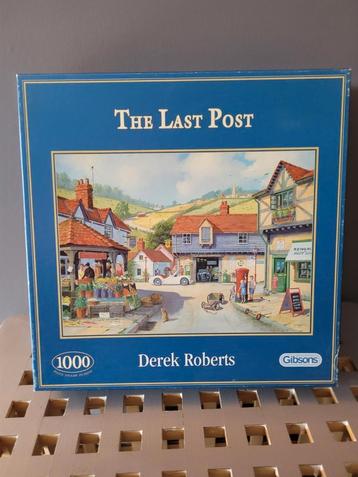 THE LAST POST
1000
Derek Roberts
Gibsons